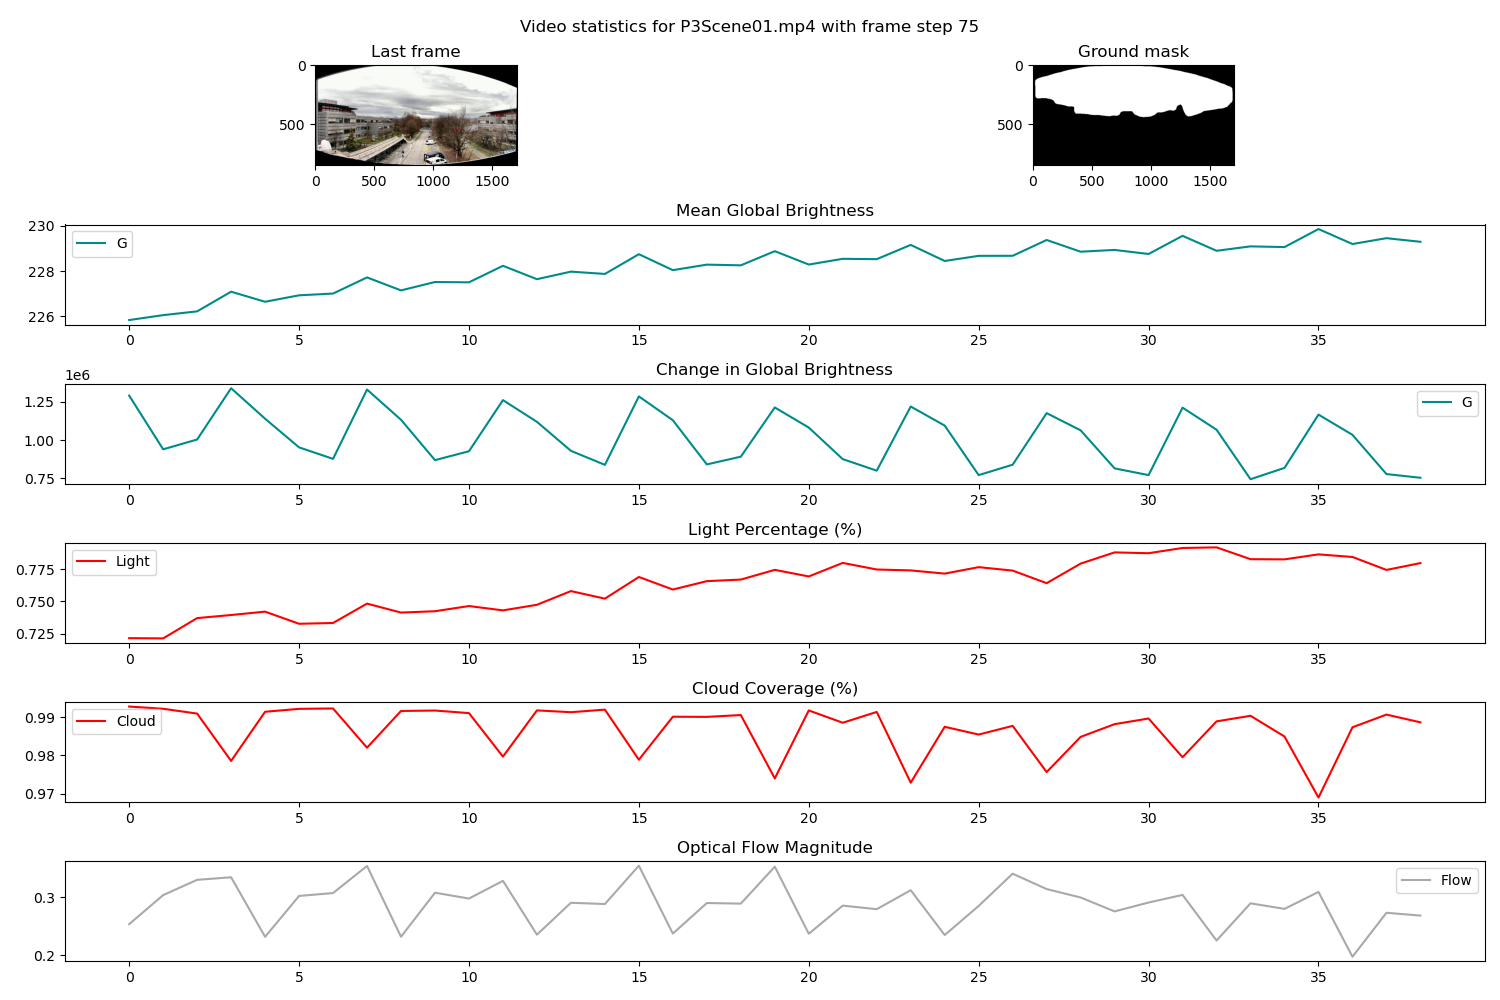 Video statistics for P3Scene01.mp4 with frame step 75
Last frame
0
500
0 500 1000 1500
Ground mask
0
500
0 500 1000 1500
Mean Global Brightness
G
230
228
226
0 5 10 15 20 25 30 35
Change in Global Brightness
1e6
G
1.25
1.00
0.75
0 5 10 15 20 25 30 35
Light Percentage (%)
Light
0.775
0.750
0.725
0 5 10 15 20 25 30 35
Cloud Coverage (%)
Cloud
0.99
0.98
0.97
0 5 10 15 20 25 30 35
Optical Flow Magnitude
Flow
0.3
0.2
0 5 10 15 20 25 30 35